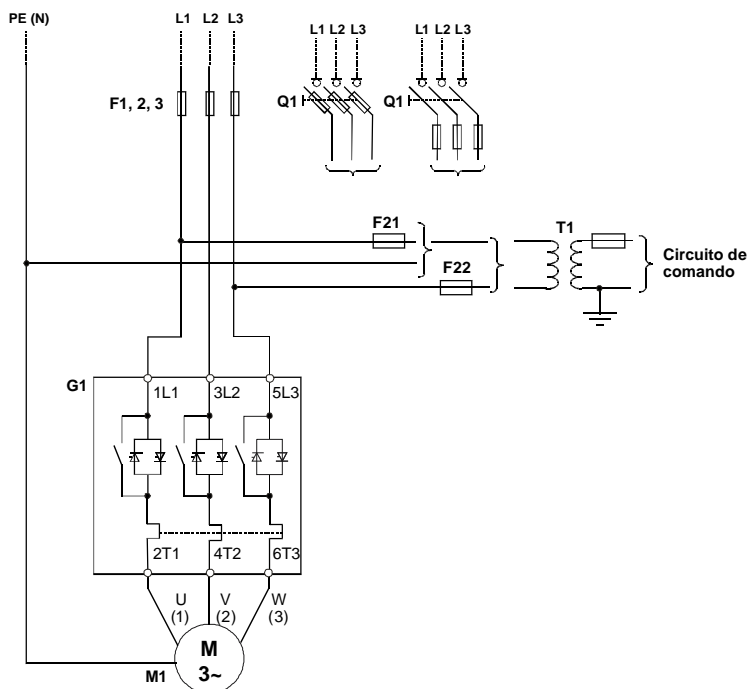 PE (N) L1 L2 L3
L1 L2 L3
L1 L2 L3
F1, 2, 3
Q1
Q1
F21
F22
T1
Circuito de
comando
G1
1L1 3L2 5L3
2T1 4T2 6T3
U V W
(1) (2) (3)
M
3~
M1